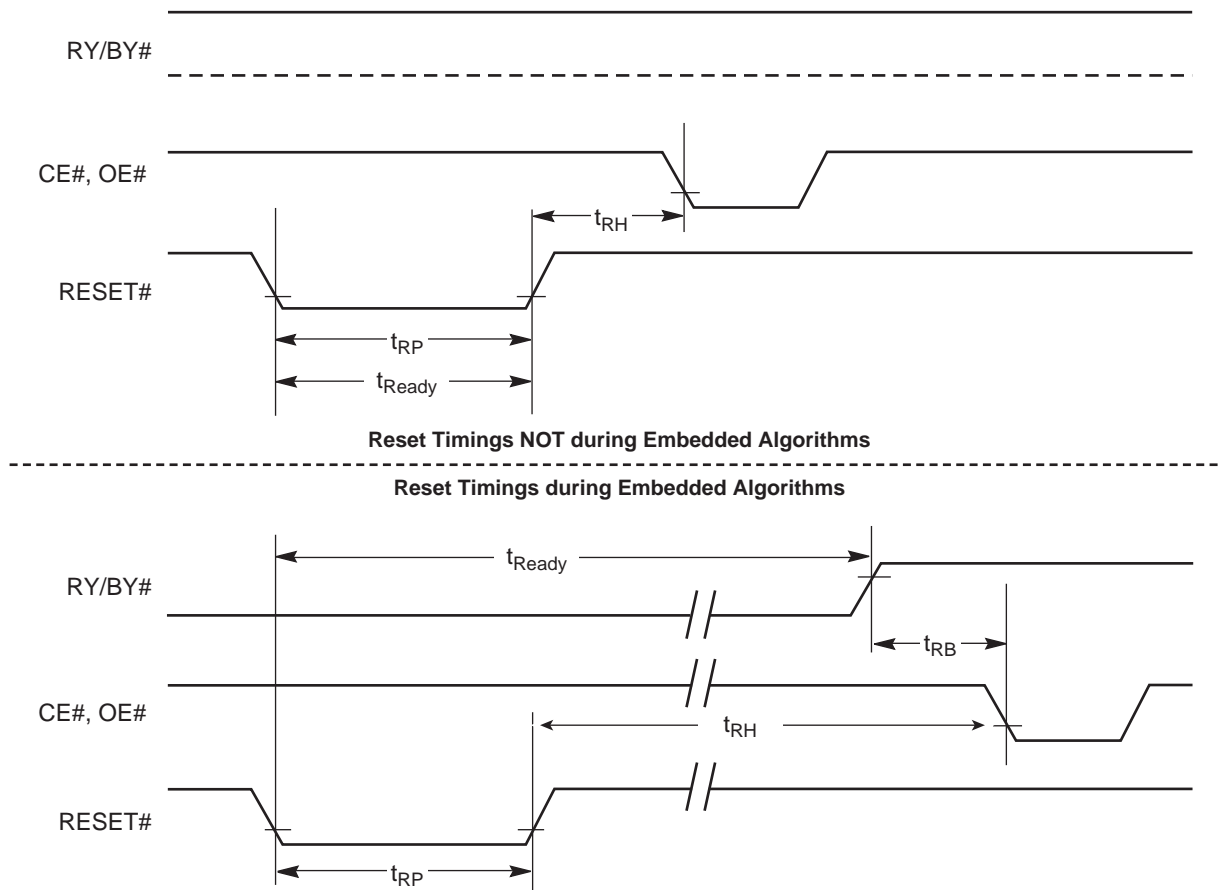 RY/BY#
CE#, OE#
tRH
RESET#
tRP
tReady
Reset Timings NOT during Embedded Algorithms
Reset Timings during Embedded Algorithms
tReady
RY/BY#
tRB
CE#, OE#
tRH
RESET#
tRP